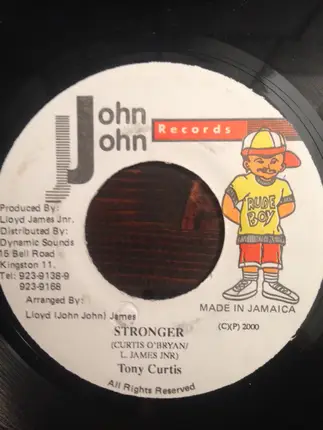 John
John
Records
RUDE
BOY
Produced By:
Lloyd James Jnr.
Distributed By:
Dynamic Sounds
15 Bell Road
Kingston 11.
Tel: 923-9138-9
923-9168
Arranged By:
Lloyd (John John) James
MADE IN JAMAICA
(C)(P) 2000
STRONGER
(CURTIS O'BRYAN/
L. JAMES JNR)
Tony Curtis
All Rights Reserved